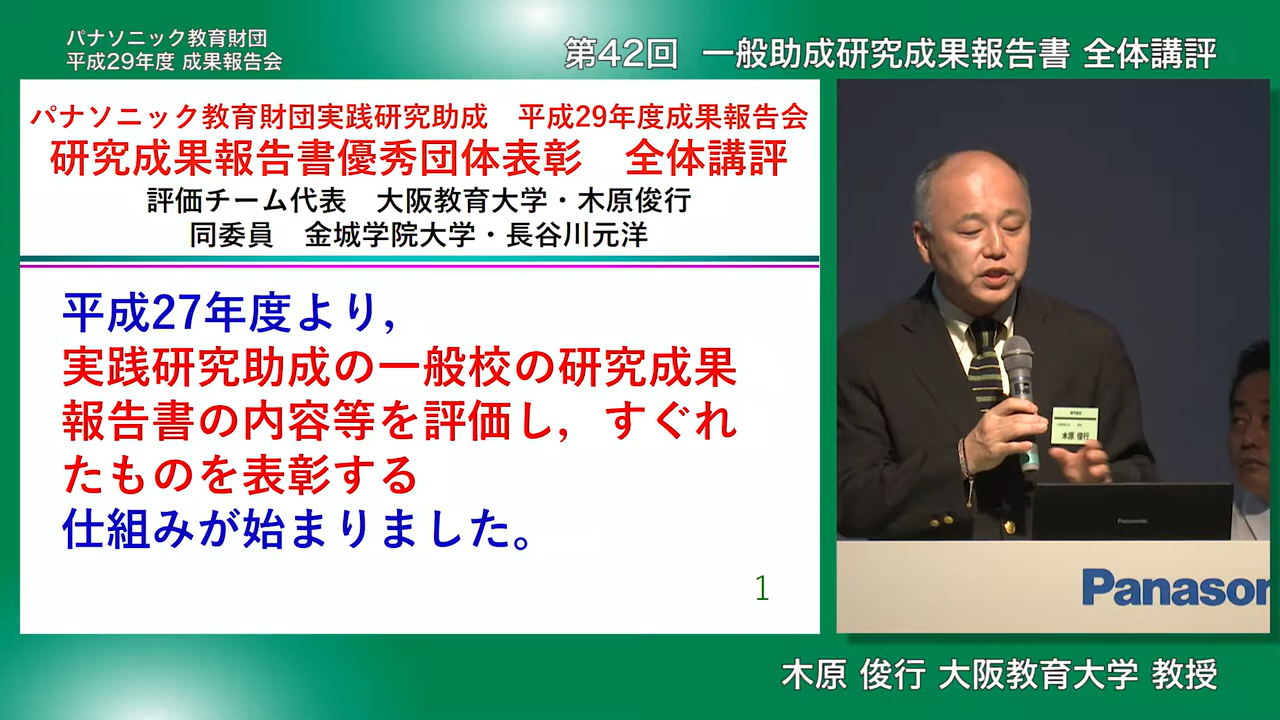 パナソニック教育財団
平成29年度 成果報告会
第42回 一般助成研究成果報告書 全体講評
パナソニック教育財団実践研究助成　平成29年度成果報告会
研究成果報告書優秀団体表彰　全体講評
評価チーム代表　大阪教育大学・木原俊行
同委員　金城学院大学・長谷川元洋
平成27年度より，
実践研究助成の一般校の研究成果
報告書の内容等を評価し，すぐれ
たものを表彰する
仕組みが始まりました。
1
木原 俊行
Panasonic
Panason
木原 俊行 大阪教育大学 教授